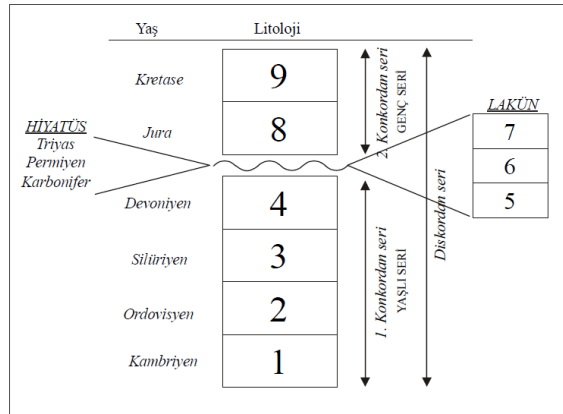 Yaş Litoloji
Kretase 9
Jura 8
HİYATÜS
Triyas
Permiyen
Karbonifer
Devoniyen 4
Silüriyen 3
Ordovisyen 2
Kambriyen 1
2. Konkordan seri
GENÇ SERİ
1. Konkordan seri
YAŞLI SERİ
Diskordan seri
LAKÜN
7
6
5